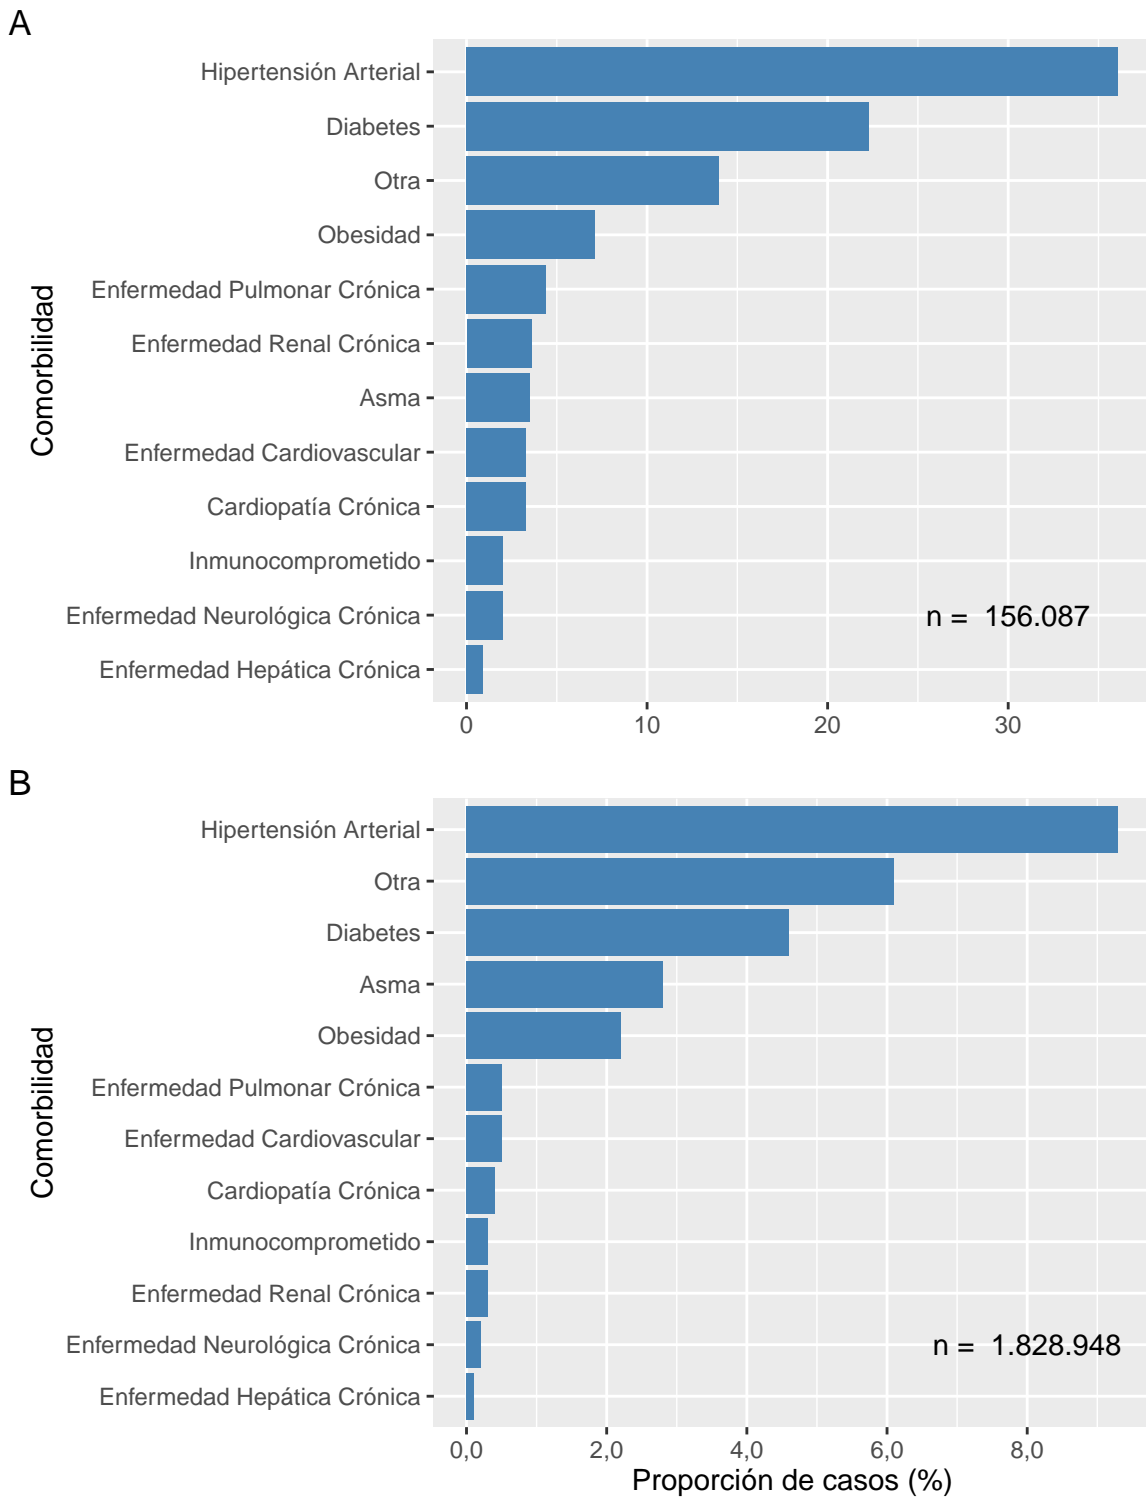 A
Hipertensión Arterial
Diabetes
Otra
Obesidad
Enfermedad Pulmonar Crónica
Enfermedad Renal Crónica
Asma
Enfermedad Cardiovascular
Cardiopatía Crónica
Inmunocomprometido
Enfermedad Neurológica Crónica
Enfermedad Hepática Crónica
Comorbilidad
n = 156.087
0 10 20 30
B
Hipertensión Arterial
Otra
Diabetes
Asma
Obesidad
Enfermedad Pulmonar Crónica
Enfermedad Cardiovascular
Cardiopatía Crónica
Inmunocomprometido
Enfermedad Renal Crónica
Enfermedad Neurológica Crónica
Enfermedad Hepática Crónica
Comorbilidad
n = 1.828.948
0,0 2,0 4,0 6,0 8,0
Proporción de casos (%)